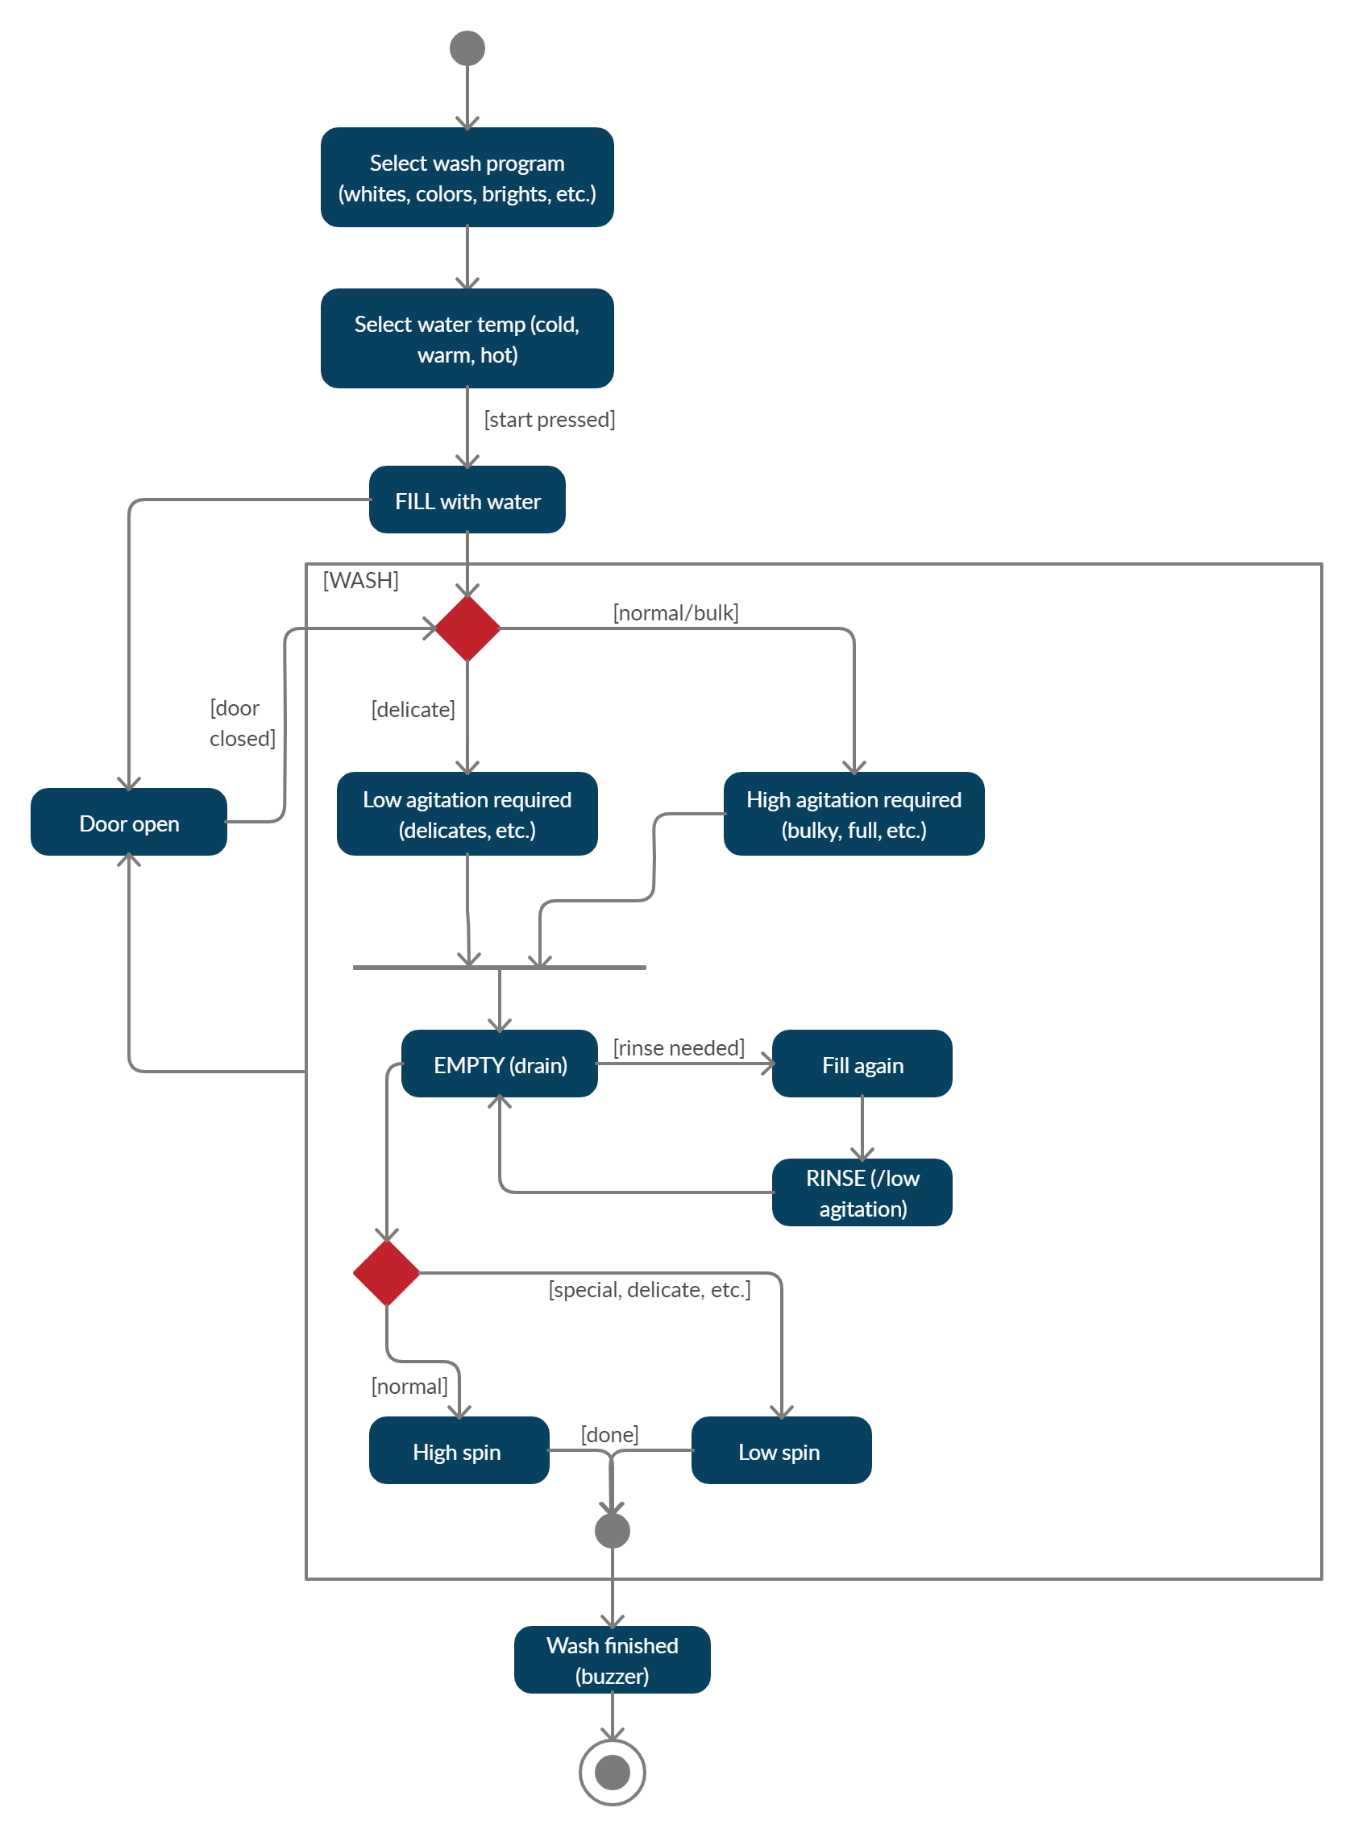 Select wash program
(whites, colors, brights, etc.)
Select water temp (cold,
warm, hot)
[start pressed]
FILL with water
[WASH]
[normal/bulk]
[door
closed]
[delicate]
Door open
Low agitation required
(delicates, etc.)
High agitation required
(bulky, full, etc.)
EMPTY (drain)
[rinse needed]
Fill again
RINSE (/low
agitation)
[special, delicate, etc.]
[normal]
High spin
[done]
Low spin
Wash finished
(buzzer)